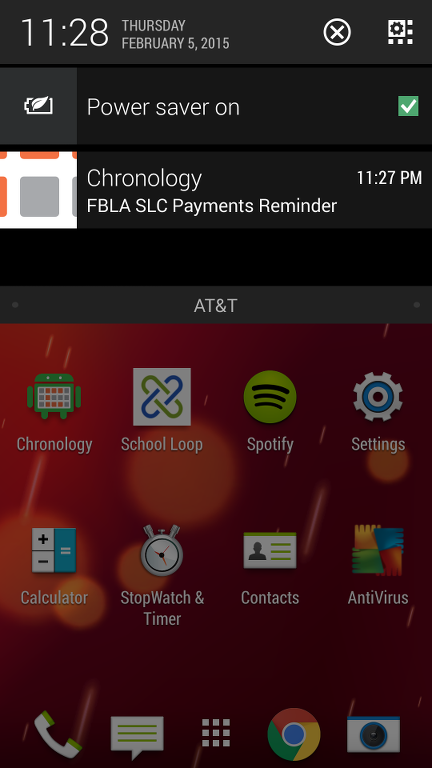 11:28
THURSDAY
FEBRUARY 5, 2015
Power saver on
Chronology
11:27 PM
FBLA SLC Payments Reminder
AT&T
Chronology
School Loop
Spotify
Settings
Calculator
StopWatch &
Timer
Contacts
AntiVirus